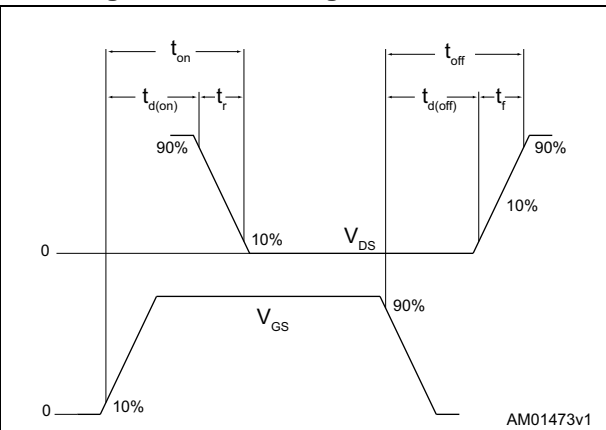 t_on t_off
t_d(on) t_r t_d(off) t_f
90% 90%
10%
0 10% V_DS
90%
V_GS
0 10%
AM01473v1